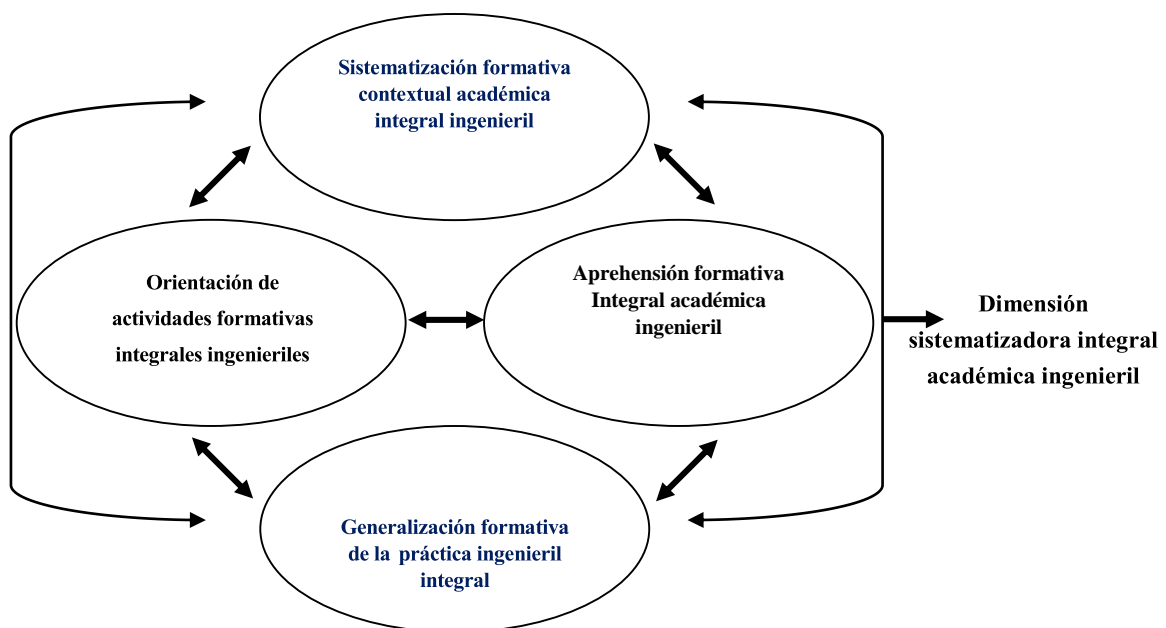 Sistematización formativa
contextual académica
integral ingenieril
Orientación de
actividades formativas
integrales ingenieriles
Aprehensión formativa
Integral académica
ingenieril
Dimensión
sistematizadora integral
académica ingenieril
Generalización formativa
de la práctica ingenieril
integral